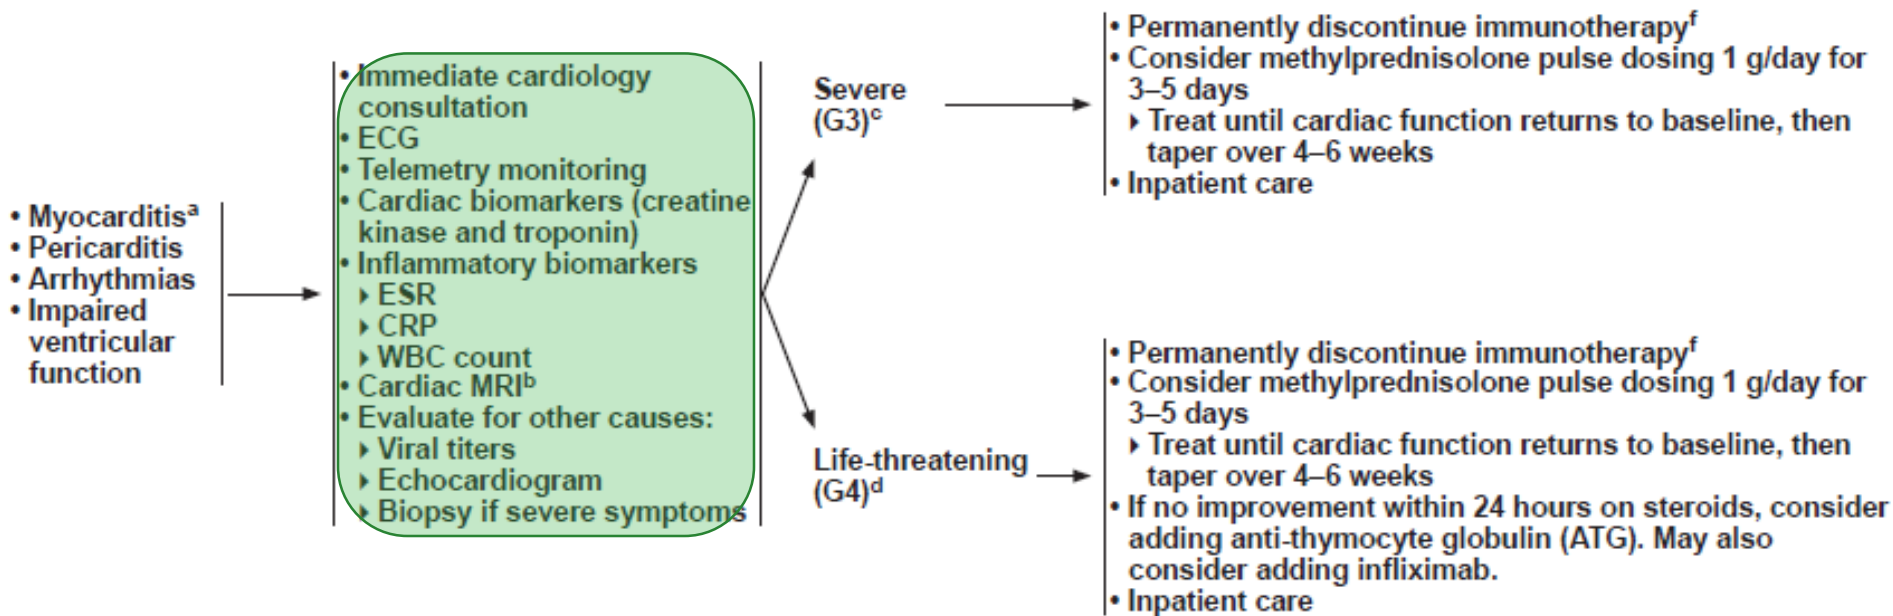 • Myocarditisᵃ
• Pericarditis
• Arrhythmias
• Impaired
ventricular
function
• Immediate cardiology
consultation
• ECG
• Telemetry monitoring
• Cardiac biomarkers (creatine
kinase and troponin)
• Inflammatory biomarkers
▸ ESR
▸ CRP
▸ WBC count
• Cardiac MRIᵇ
• Evaluate for other causes:
▸ Viral titers
▸ Echocardiogram
▸ Biopsy if severe symptoms
Severe
(G3)ᶜ
• Permanently discontinue immunotherapyᶠ
• Consider methylprednisolone pulse dosing 1 g/day for
3–5 days
▸ Treat until cardiac function returns to baseline, then
taper over 4–6 weeks
• Inpatient care
Life-threatening
(G4)ᵈ
• Permanently discontinue immunotherapyᶠ
• Consider methylprednisolone pulse dosing 1 g/day for
3–5 days
▸ Treat until cardiac function returns to baseline, then
taper over 4–6 weeks
• If no improvement within 24 hours on steroids, consider
adding anti-thymocyte globulin (ATG). May also
consider adding infliximab.
• Inpatient care